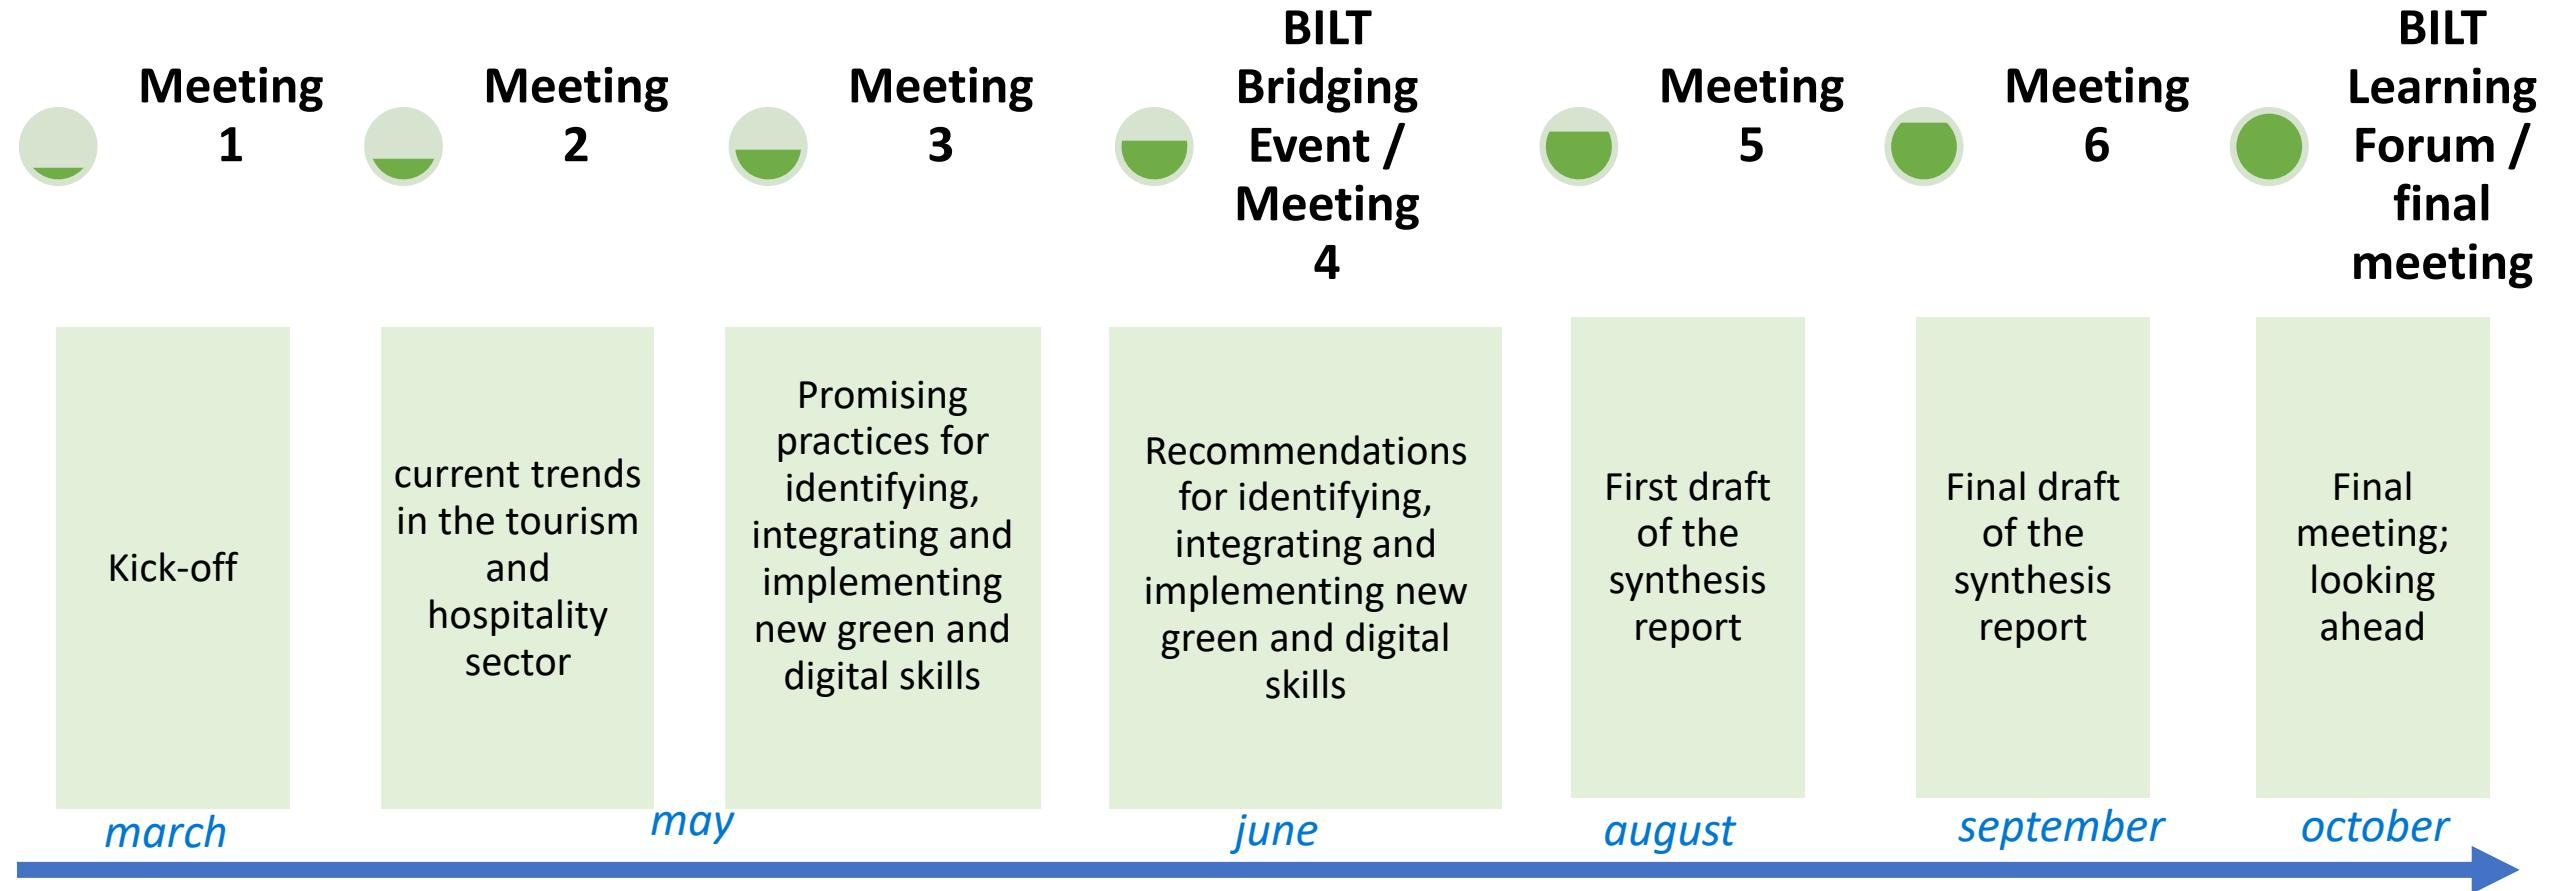 Meeting
1
Meeting
2
Meeting
3
BILT
Bridging
Event /
Meeting
4
Meeting
5
Meeting
6
BILT
Learning
Forum /
final
meeting
Kick-off
current trends
in the tourism
and
hospitality
sector
Promising
practices for
identifying,
integrating and
implementing
new green and
digital skills
Recommendations
for identifying,
integrating and
implementing new
green and digital
skills
First draft
of the
synthesis
report
Final draft
of the
synthesis
report
Final
meeting;
looking
ahead
march
may
june
august
september
october